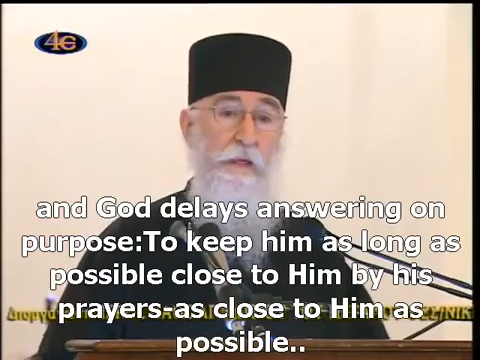 4G
and God delays answering on
purpose:To keep him as long as
possible close to Him by his
prayers-as close to Him as
possible..